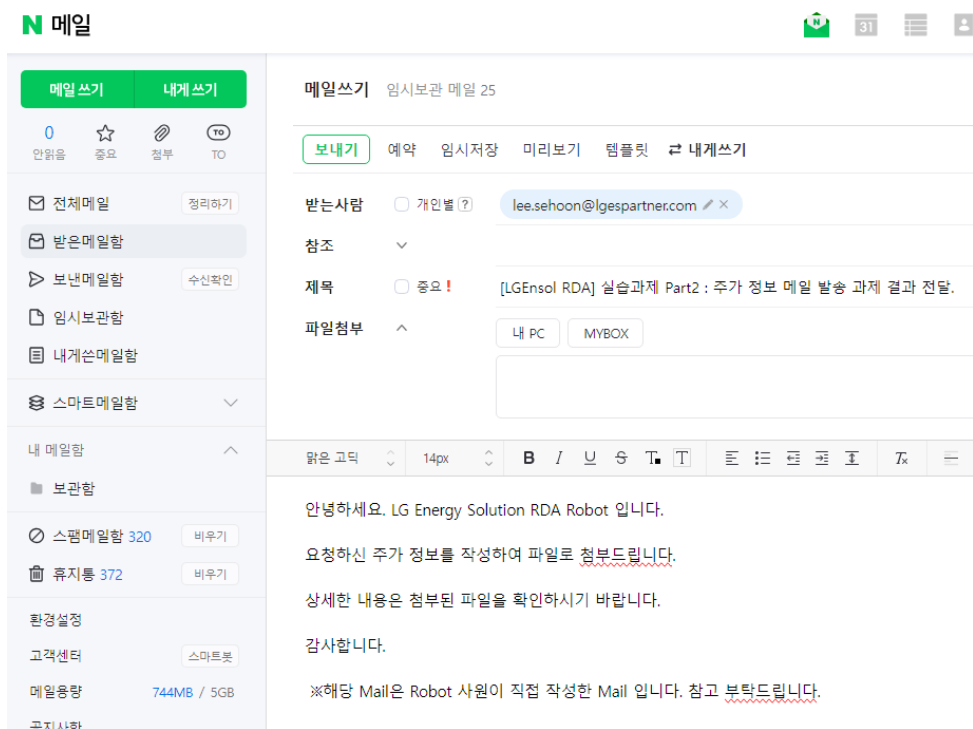 N 메일
N
31
메일쓰기 내게쓰기
0
TO
안읽음 중요 첨부 TO
전체메일 정리하기
받은메일함
보낸메일함 수신확인
임시보관함
내게쓴메일함
스마트메일함
내 메일함
보관함
스팸메일함 320 비우기
휴지통 372 비우기
환경설정
고객센터 스마트봇
메일용량 744MB / 5GB
공지사항
메일쓰기 임시보관 메일 25
보내기 예약 임시저장 미리보기 템플릿 내게쓰기
받는사람 개인별 ? lee.sehoon@lgespartner.com
참조
제목 중요! [LGEnsol RDA] 실습과제 Part2 : 주가 정보 메일 발송 과제 결과 전달.
파일첨부 내 PC MYBOX
맑은 고딕 14px B I U S T T Tx
안녕하세요. LG Energy Solution RDA Robot 입니다.
요청하신 주가 정보를 작성하여 파일로 첨부드립니다.
상세한 내용은 첨부된 파일을 확인하시기 바랍니다.
감사합니다.
※해당 Mail은 Robot 사원이 직접 작성한 Mail 입니다. 참고 부탁드립니다.